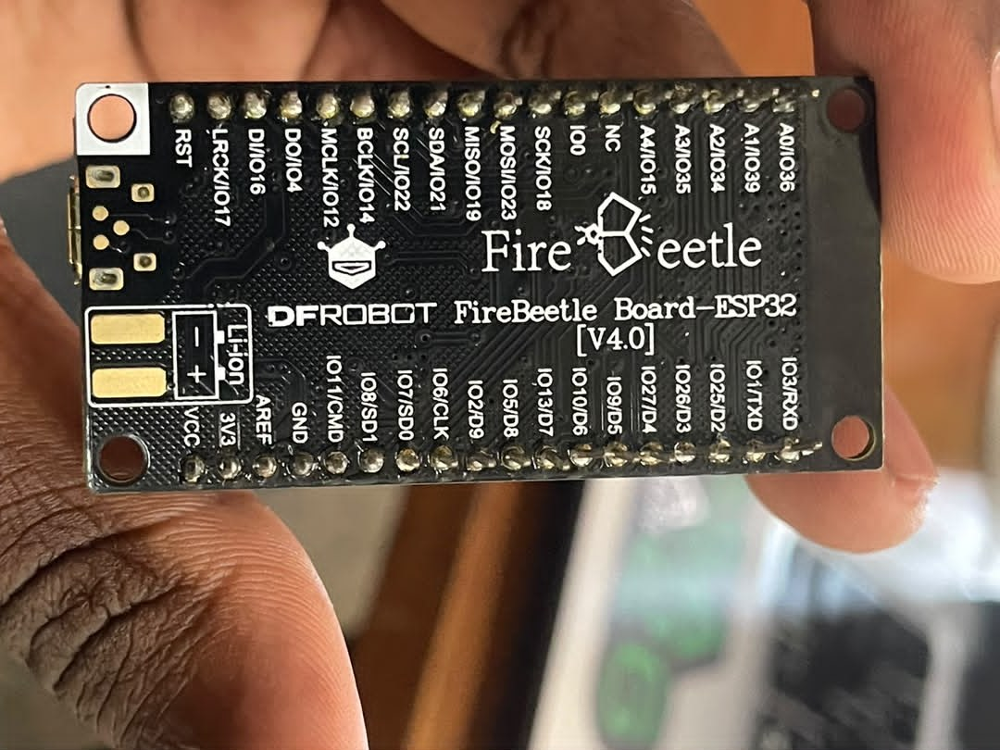 RST
LRCK/IO17
DI/IO16
DO/IO4
MCLK/IO12
BCLK/IO14
SCL/IO22
SDA/IO21
MISO/IO19
MOSI/IO23
SCK/IO18
IO0
NC
A4/IO15
A3/IO35
A2/IO34
A1/IO39
A0/IO36
Fire eetle
DFROBOT FireBeetle Board-ESP32
[V4.0]
- + Li-ion
VCC
3V3
AREF
GND
IO11/CMD
IO8/SD1
IO7/SD0
IO6/CLK
IO2/D9
IO5/D8
IO13/D7
IO10/D6
IO9/D5
IO27/D4
IO26/D3
IO25/D2
IO1/TXD
IO3/RXD